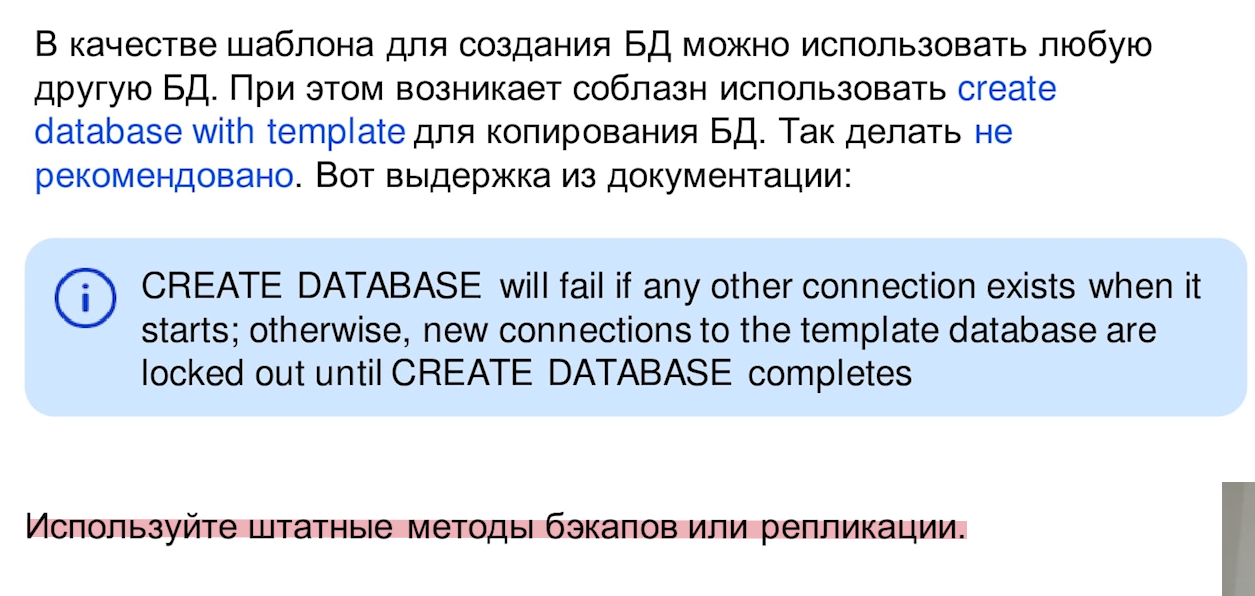 В качестве шаблона для создания БД можно использовать любую
другую БД. При этом возникает соблазн использовать create
database with template для копирования БД. Так делать не
рекомендовано. Вот выдержка из документации:
CREATE DATABASE will fail if any other connection exists when it
starts; otherwise, new connections to the template database are
locked out until CREATE DATABASE completes
Используйте штатные методы бэкапов или репликации.